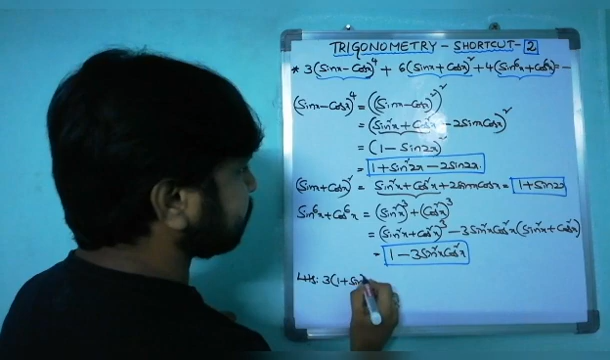 TRIGONOMETRY - SHORTCUT - 2
* 3(Sinx - Cosx)⁴ + 6(Sinx + Cosx)² + 4(Sin⁶x + Cos⁶x) = -
(Sinx - Cosx)⁴ = ((Sinx - Cosx)²)²
= (Sin²x + Cos²x - 2SinxCosx)²
= (1 - Sin2x)²
= 1 + Sin²2x - 2Sin2x.
(Sinx + Cosx)² = Sin²x + Cos²x + 2SinxCosx = 1 + Sin2x
Sin⁶x + Cos⁶x = (Sin²x)³ + (Cos²x)³
= (Sin²x + Cos²x)³ - 3Sin²xCos²x(Sin²x + Cos²x)
= 1 - 3Sin²xCos²x
LHS: 3(1 + Sin²